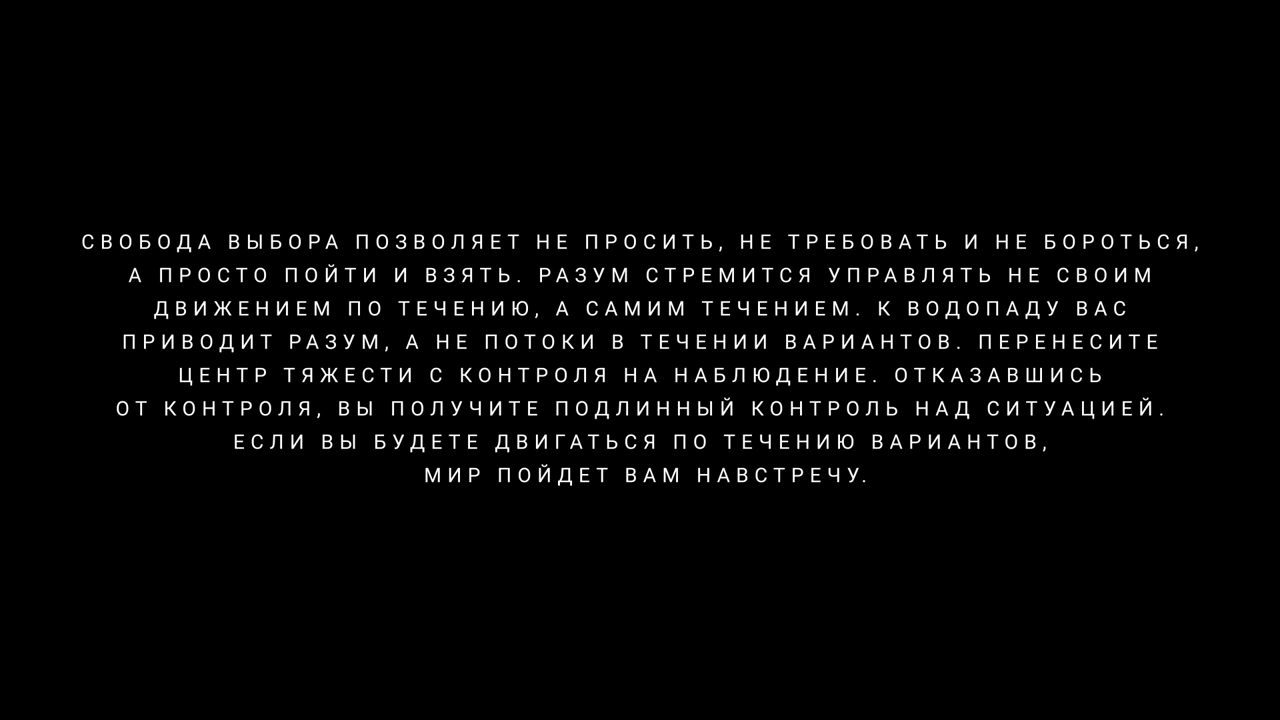 СВОБОДА ВЫБОРА ПОЗВОЛЯЕТ НЕ ПРОСИТЬ, НЕ ТРЕБОВАТЬ И НЕ БОРОТЬСЯ,
А ПРОСТО ПОЙТИ И ВЗЯТЬ. РАЗУМ СТРЕМИТСЯ УПРАВЛЯТЬ НЕ СВОИМ
ДВИЖЕНИЕМ ПО ТЕЧЕНИЮ, А САМИМ ТЕЧЕНИЕМ. К ВОДОПАДУ ВАС
ПРИВОДИТ РАЗУМ, А НЕ ПОТОКИ В ТЕЧЕНИИ ВАРИАНТОВ. ПЕРЕНЕСИТЕ
ЦЕНТР ТЯЖЕСТИ С КОНТРОЛЯ НА НАБЛЮДЕНИЕ. ОТКАЗАВШИСЬ
ОТ КОНТРОЛЯ, ВЫ ПОЛУЧИТЕ ПОДЛИННЫЙ КОНТРОЛЬ НАД СИТУАЦИЕЙ.
ЕСЛИ ВЫ БУДЕТЕ ДВИГАТЬСЯ ПО ТЕЧЕНИЮ ВАРИАНТОВ,
МИР ПОЙДЕТ ВАМ НАВСТРЕЧУ.